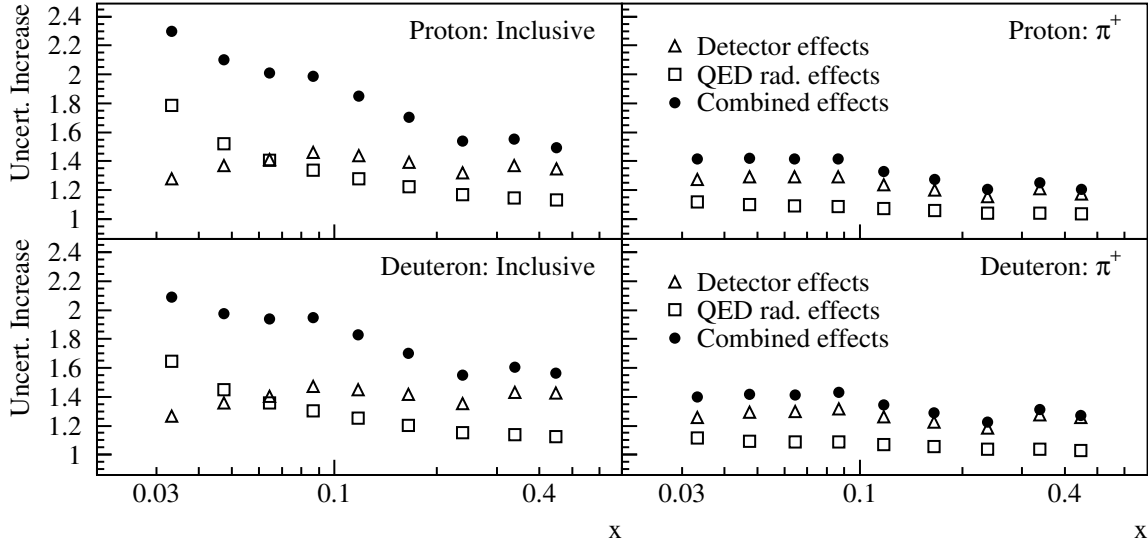 Uncert. Increase
2.4
2.2
2
1.8
1.6
1.4
1.2
1
Proton: Inclusive
Proton: π+
Detector effects
QED rad. effects
Combined effects
Uncert. Increase
2.4
2.2
2
1.8
1.6
1.4
1.2
1
Deuteron: Inclusive
Deuteron: π+
Detector effects
QED rad. effects
Combined effects
0.03 0.1 0.4
0.03 0.1 0.4
x x